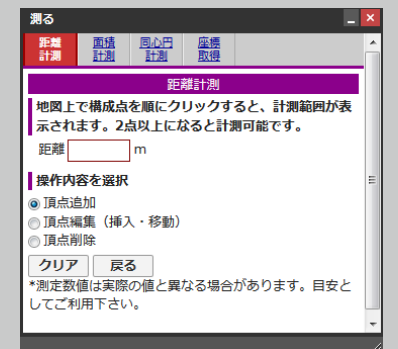 測る
距離計測 面積計測 同心円計測 座標取得
距離計測
地図上で構成点を順にクリックすると、計測範囲が表
示されます。2点以上になると計測可能です。
距離 m
操作内容を選択
頂点追加
頂点編集（挿入・移動）
頂点削除
クリア 戻る
*測定数値は実際の値と異なる場合があります。目安と
してご利用下さい。